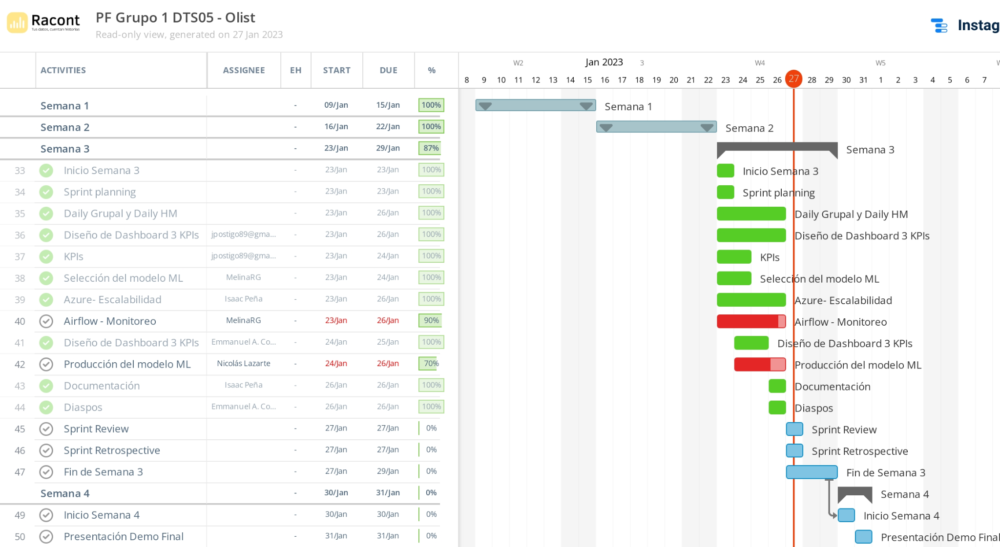 Racont
Tus datos, cuentan historias
PF Grupo 1 DTS05 - Olist
Read-only view, generated on 27 Jan 2023
Instag
ACTIVITIES ASSIGNEE EH START DUE %
W2 Jan 2023 3 W4 W5 W
8 9 10 11 12 13 14 15 16 17 18 19 20 21 22 23 24 25 26 27 28 29 30 31 1 2 3 4 5 6 7
Semana 1 - 09/Jan 15/Jan 100% Semana 1
Semana 2 - 16/Jan 22/Jan 100% Semana 2
Semana 3 - 23/Jan 29/Jan 87% Semana 3
33 Inicio Semana 3 - 23/Jan 23/Jan 100% Inicio Semana 3
34 Sprint planning - 23/Jan 23/Jan 100% Sprint planning
35 Daily Grupal y Daily HM - 23/Jan 26/Jan 100% Daily Grupal y Daily HM
36 Diseño de Dashboard 3 KPIs jpostigo89@gma... - 23/Jan 26/Jan 100% Diseño de Dashboard 3 KPIs
37 KPIs jpostigo89@gma... - 23/Jan 24/Jan 100% KPIs
38 Selección del modelo ML MelinaRG - 23/Jan 24/Jan 100% Selección del modelo ML
39 Azure- Escalabilidad Isaac Peña - 23/Jan 26/Jan 100% Azure- Escalabilidad
40 Airflow - Monitoreo MelinaRG - 23/Jan 26/Jan 90% Airflow - Monitoreo
41 Diseño de Dashboard 3 KPIs Emmanuel A. Co... - 24/Jan 25/Jan 100% Diseño de Dashboard 3 KPIs
42 Producción del modelo ML Nicolás Lazarte - 24/Jan 26/Jan 70% Producción del modelo ML
43 Documentación Isaac Peña - 26/Jan 26/Jan 100% Documentación
44 Diaspos Emmanuel A. Co... - 26/Jan 26/Jan 100% Diaspos
45 Sprint Review - 27/Jan 27/Jan 0% Sprint Review
46 Sprint Retrospective - 27/Jan 27/Jan 0% Sprint Retrospective
47 Fin de Semana 3 - 27/Jan 29/Jan 0% Fin de Semana 3
Semana 4 - 30/Jan 31/Jan 0% Semana 4
49 Inicio Semana 4 - 30/Jan 30/Jan 0% Inicio Semana 4
50 Presentación Demo Final - 31/Jan 31/Jan 0% Presentación Demo Final